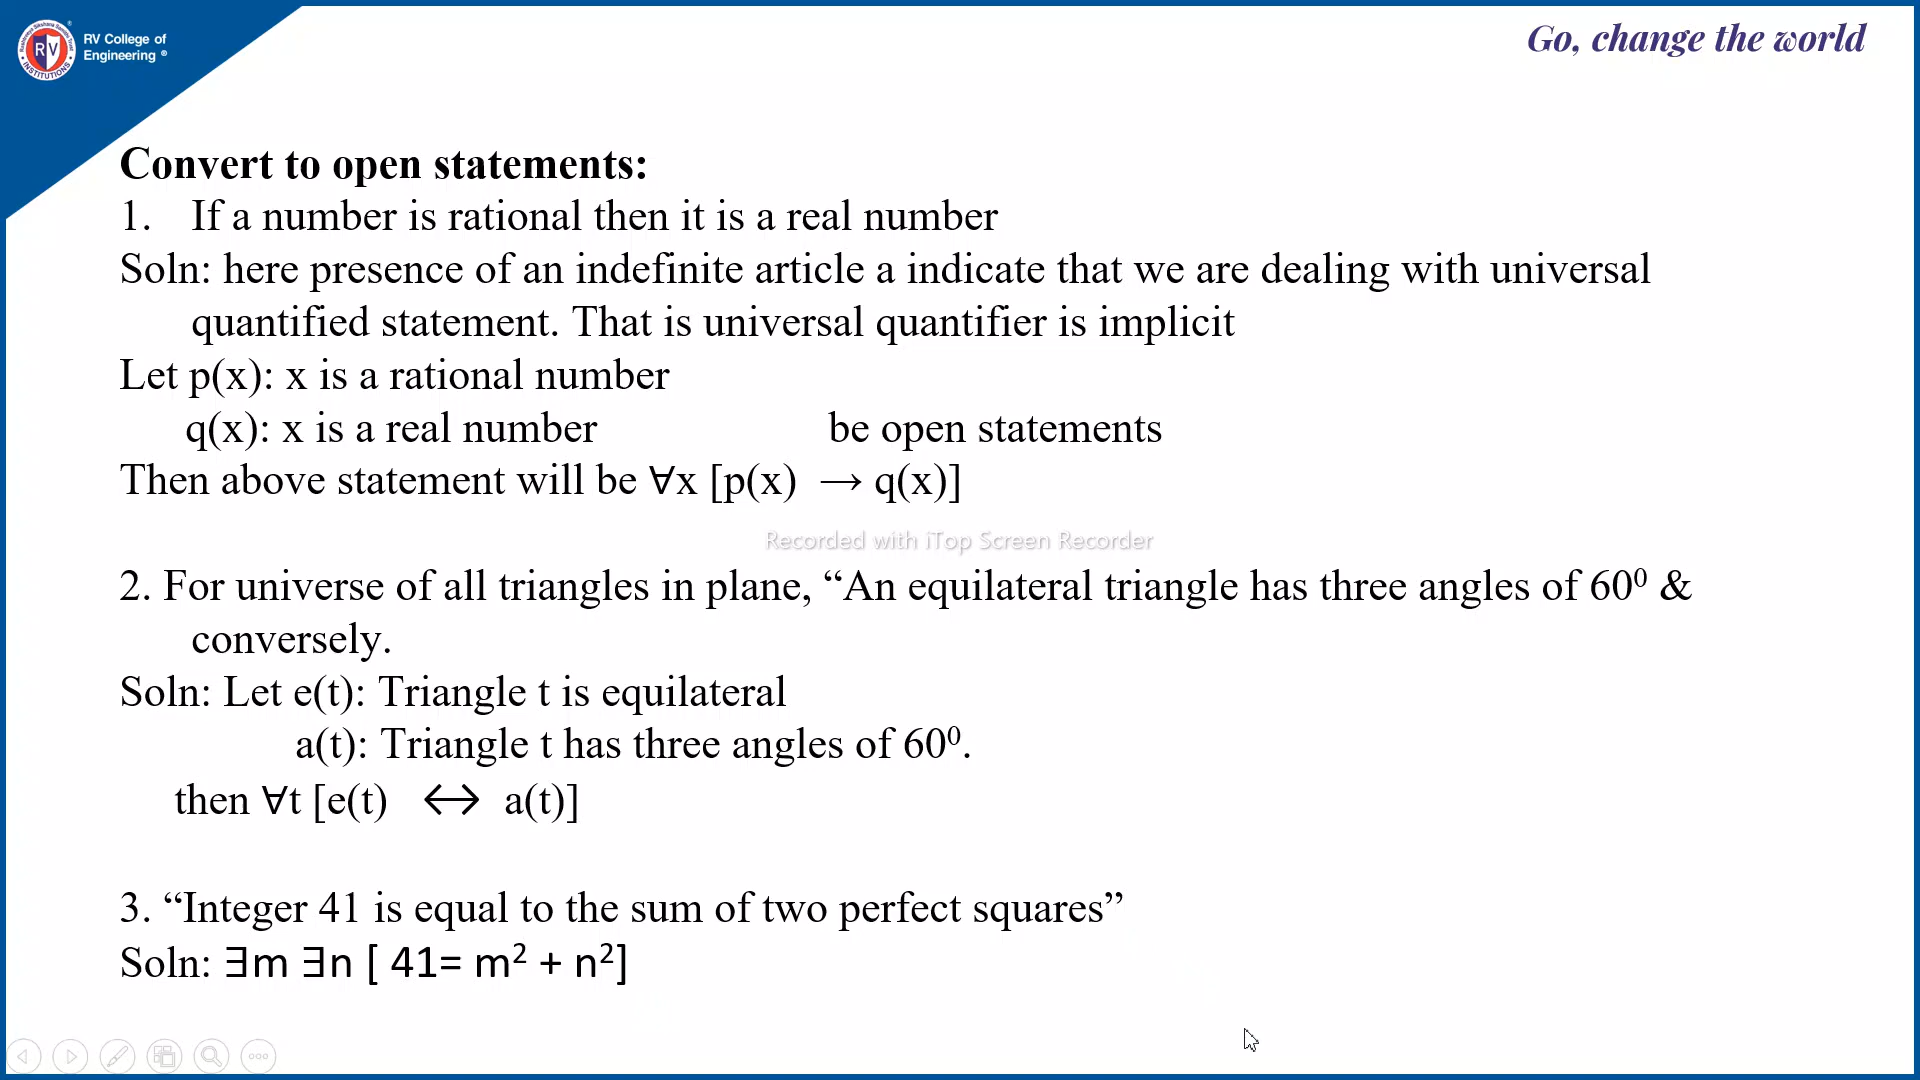 RV College of
Engineering ®
RV
INSTITUTIONS
Go, change the world
Convert to open statements:
1. If a number is rational then it is a real number
Soln: here presence of an indefinite article a indicate that we are dealing with universal
quantified statement. That is universal quantifier is implicit
Let p(x): x is a rational number
q(x): x is a real number be open statements
Then above statement will be ∀x [p(x) → q(x)]
Recorded with iTop Screen Recorder
2. For universe of all triangles in plane, “An equilateral triangle has three angles of 60⁰ &
conversely.
Soln: Let e(t): Triangle t is equilateral
a(t): Triangle t has three angles of 60⁰.
then ∀t [e(t) ↔ a(t)]
3. “Integer 41 is equal to the sum of two perfect squares”
Soln: ∃m ∃n [ 41= m² + n²]